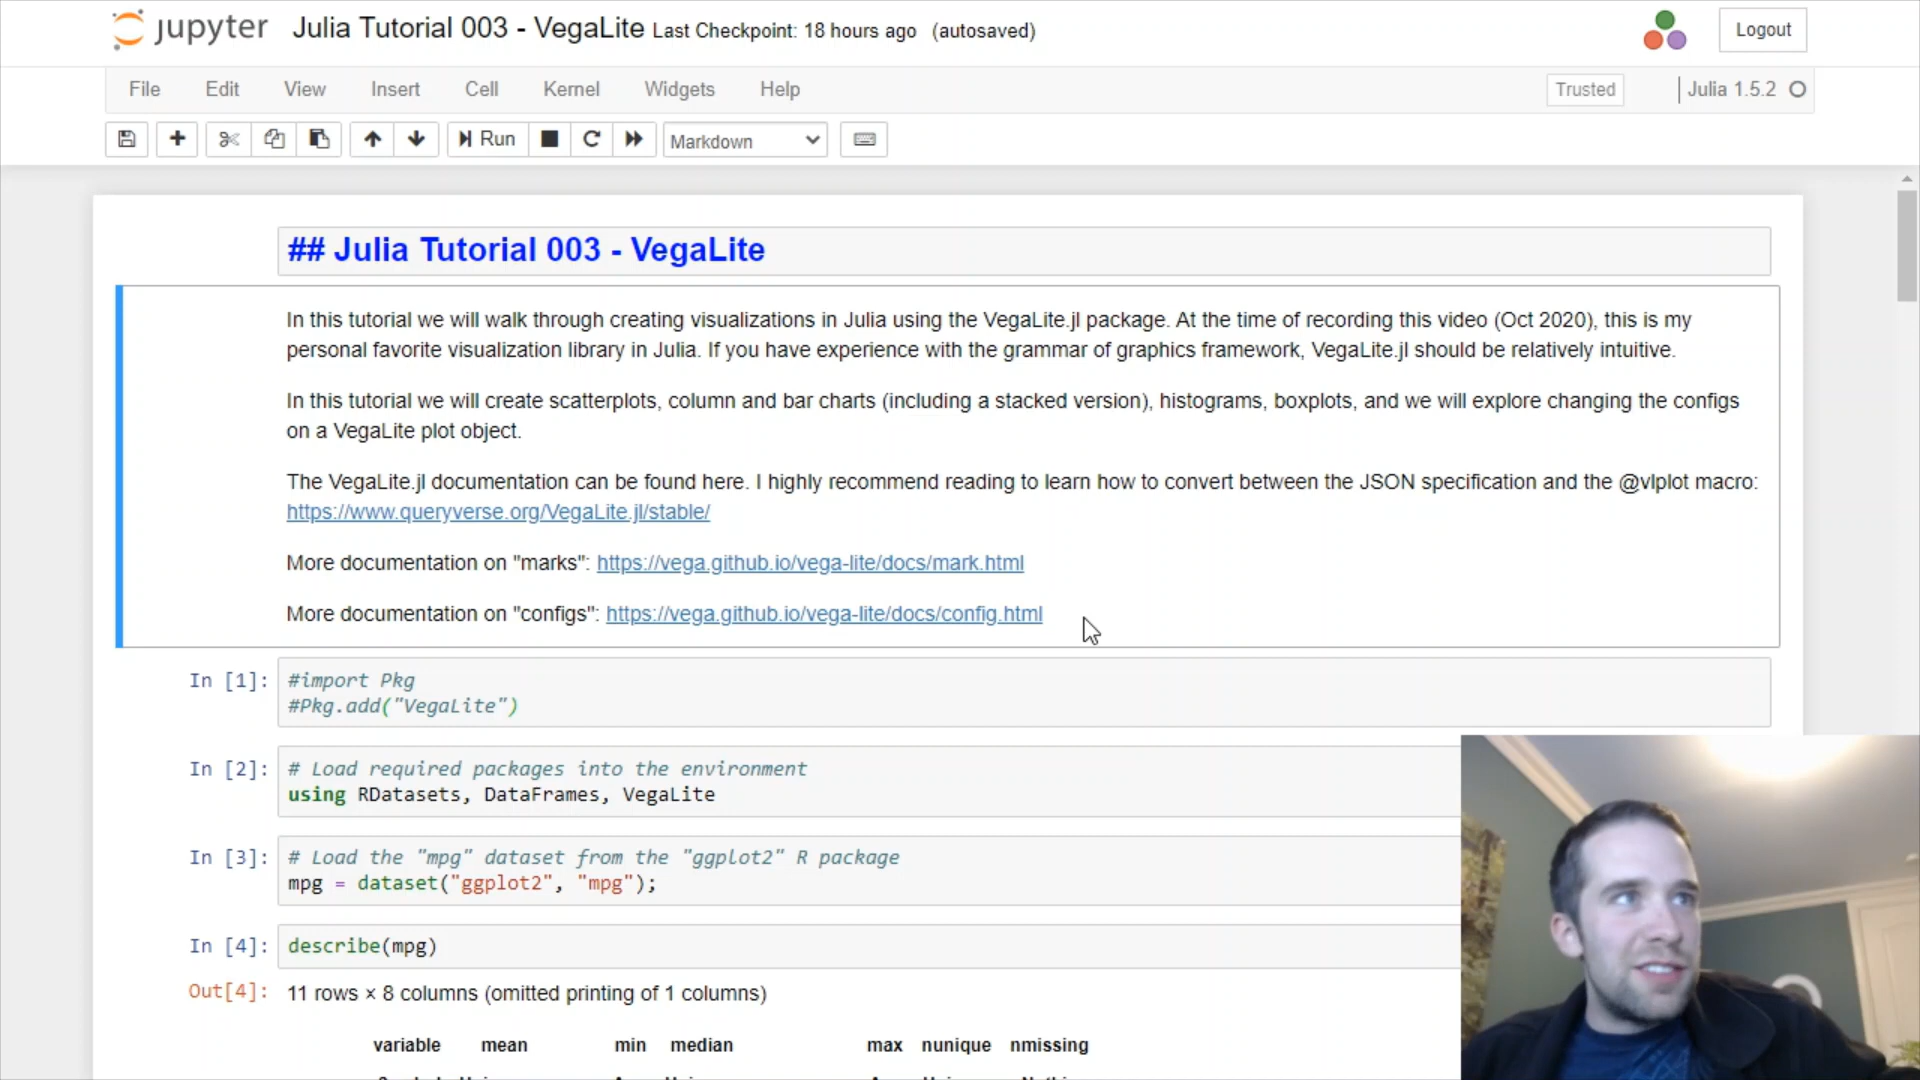 jupyter Julia Tutorial 003 - VegaLite Last Checkpoint: 18 hours ago (autosaved)
Logout
File Edit View Insert Cell Kernel Widgets Help
Trusted
Julia 1.5.2
Run
Markdown
## Julia Tutorial 003 - VegaLite
In this tutorial we will walk through creating visualizations in Julia using the VegaLite.jl package. At the time of recording this video (Oct 2020), this is my
personal favorite visualization library in Julia. If you have experience with the grammar of graphics framework, VegaLite.jl should be relatively intuitive.
In this tutorial we will create scatterplots, column and bar charts (including a stacked version), histograms, boxplots, and we will explore changing the configs
on a VegaLite plot object.
The VegaLite.jl documentation can be found here. I highly recommend reading to learn how to convert between the JSON specification and the @vlplot macro:
https://www.queryverse.org/VegaLite.jl/stable/
More documentation on "marks": https://vega.github.io/vega-lite/docs/mark.html
More documentation on "configs": https://vega.github.io/vega-lite/docs/config.html
In [1]: #import Pkg
#Pkg.add("VegaLite")
In [2]: # Load required packages into the environment
using RDatasets, DataFrames, VegaLite
In [3]: # Load the "mpg" dataset from the "ggplot2" R package
mpg = dataset("ggplot2", "mpg");
In [4]: describe(mpg)
Out[4]: 11 rows × 8 columns (omitted printing of 1 columns)
variable mean min median max nunique nmissing